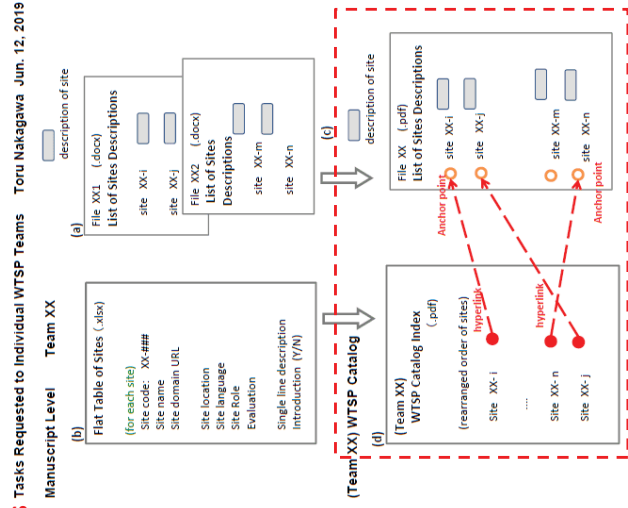 Tasks Requested to Individual WTSP Teams Toru Nakagawa Jun. 12, 2019
Manuscript Level Team XX
description of site
(a)
File XX1 (.docx)
List of Sites Descriptions
site XX-i
site XX-j
File XX2 (.docx)
List of Sites
Descriptions
site XX-m
site XX-n
(b)
Flat Table of Sites (.xlsx)
(for each site)
Site code: XX-###
Site name
Site domain URL
Site location
Site language
Site Role
Evaluation
Single line description
Introduction (Y/N)
(Team XX) WTSP Catalog
(c)
description of site
File XX (.pdf)
List of Sites Descriptions
Anchor point
site XX-i
site XX-j
site XX-m
site XX-n
Anchor point
hyperlink
hyperlink
(d)
(Team XX)
WTSP Catalog Index
(.pdf)
(rearranged order of sites)
Site XX- i
....
Site XX-n
Site XX- j